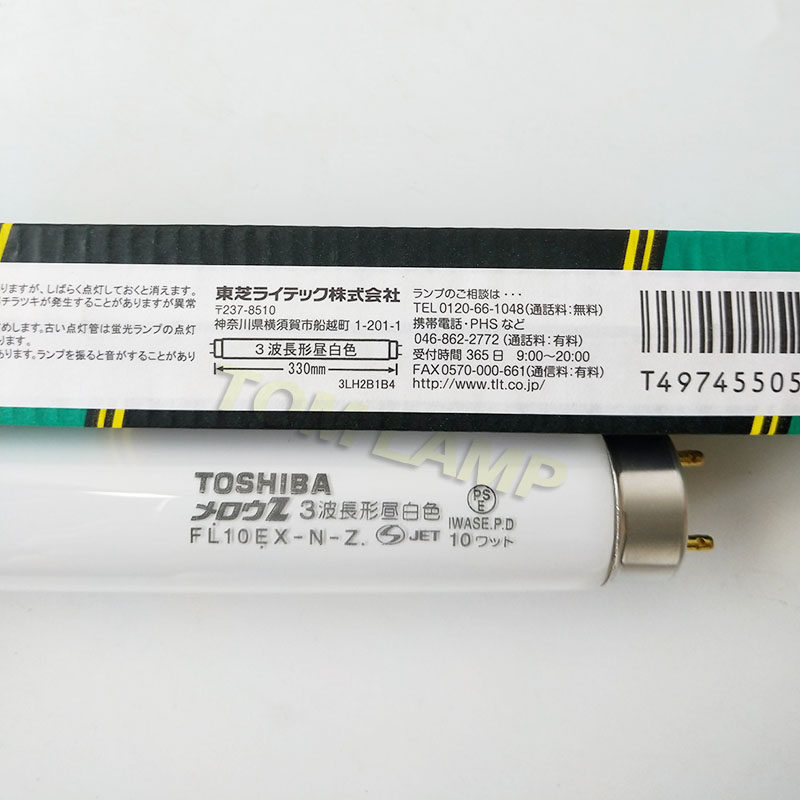 りますが、しばらく点灯しておくと消えます。
チラツキが発生することがありますが異常
めします。古い点灯管は蛍光ランプの点灯
あります。
あります。ランプを振ると音がすることがあり
東芝ライテック株式会社
〒237-8510
神奈川県横須賀市船越町 1-201-1
3波長形昼白色
330mm
3LH2B1B4
ランプのご相談は・・・
TEL 0120-66-1048(通話料:無料)
携帯電話・PHS など
046-862-2772(通話料:有料)
受付時間 365日 9:00~20:00
FAX 0570-000-661(通信料:有料)
http://www.tlt.co.jp/
T49745505
TOM LAMP
TOSHIBA
メロウZ 3波長形昼白色
FL10EX-N-Z. S JET
PS
E
IWASE.P.D
10ワット